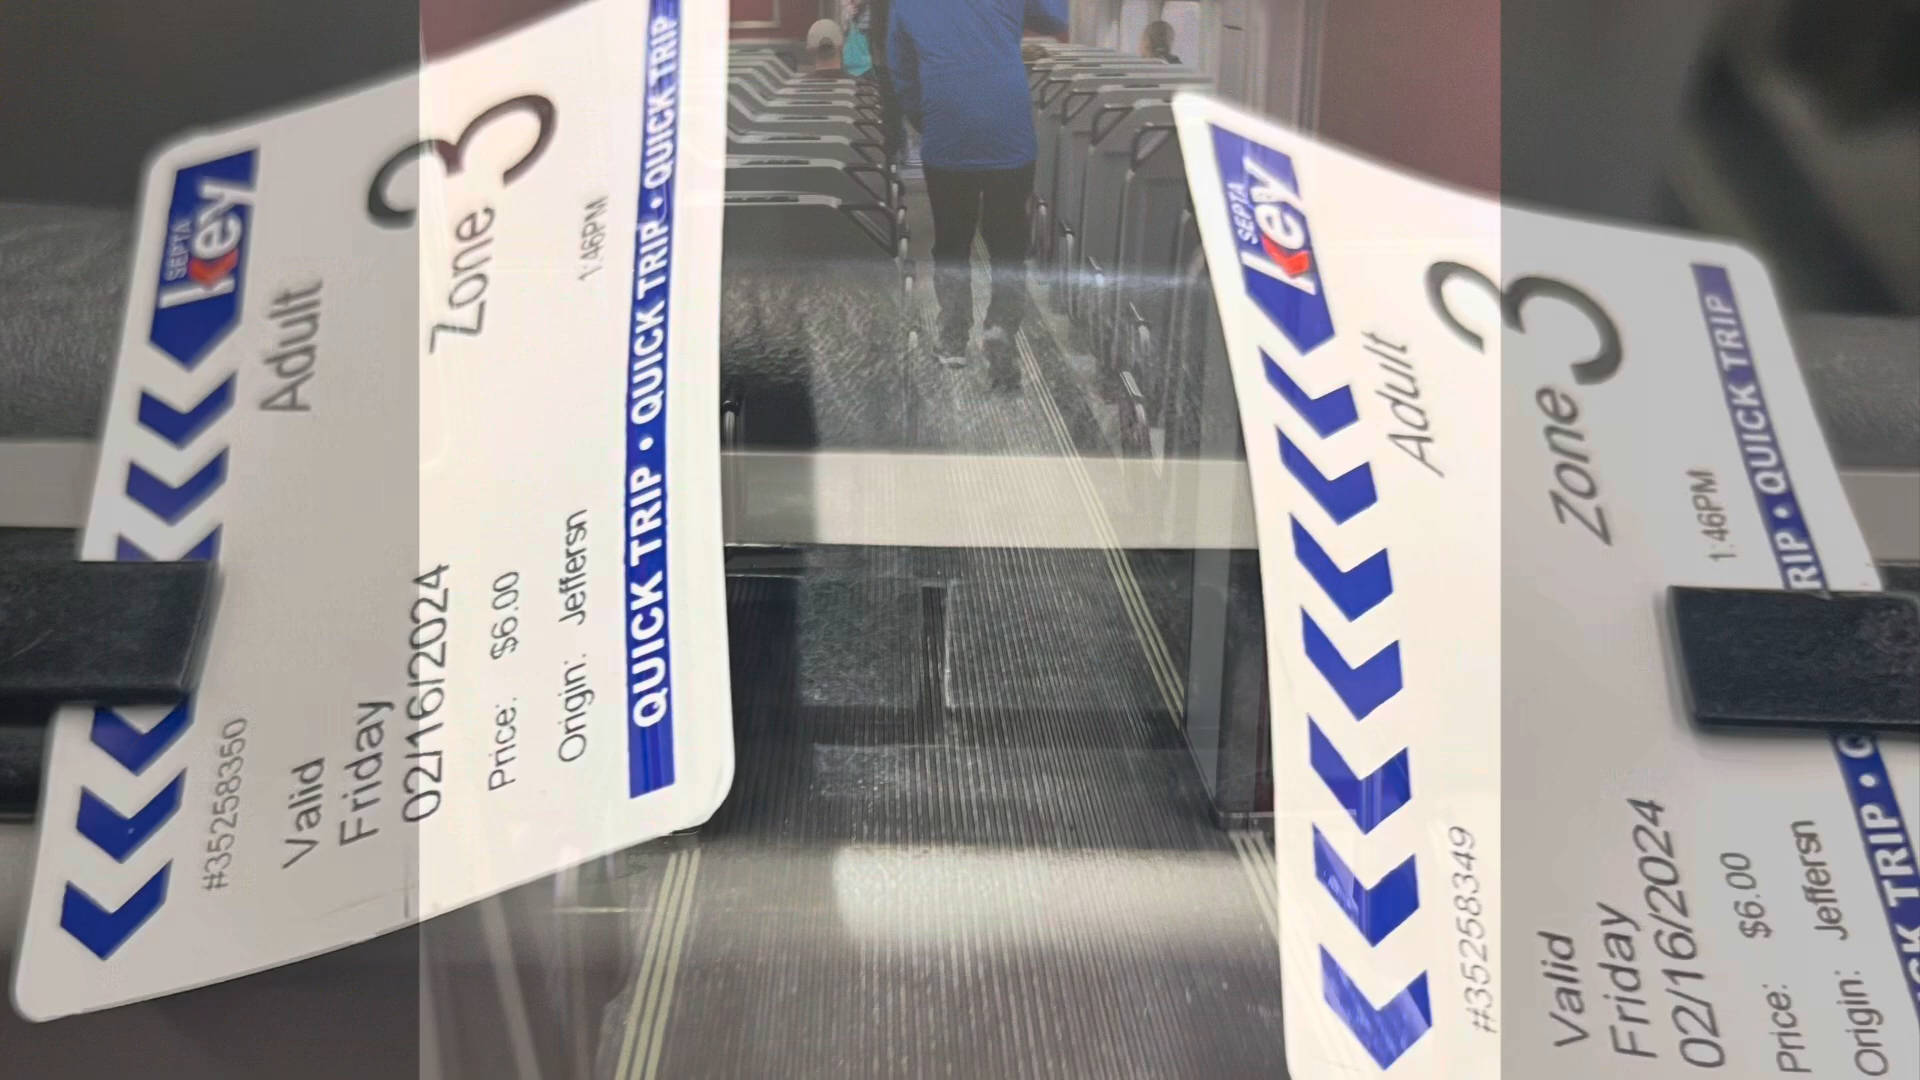 SEPTA
key
Adult
3
Zone
#35258350
Valid
Friday
02/16/2024
Price: $6.00
Origin: Jeffersn
1:46PM
QUICK TRIP • QUICK TRIP • QUICK TRIP
SEPTA
key
Adult
3
Zone
#35258349
Valid
Friday
02/16/2024
Price: $6.00
Origin: Jeffersn
1:46PM
CK TRIP • Q RIP • QUICK TRIP